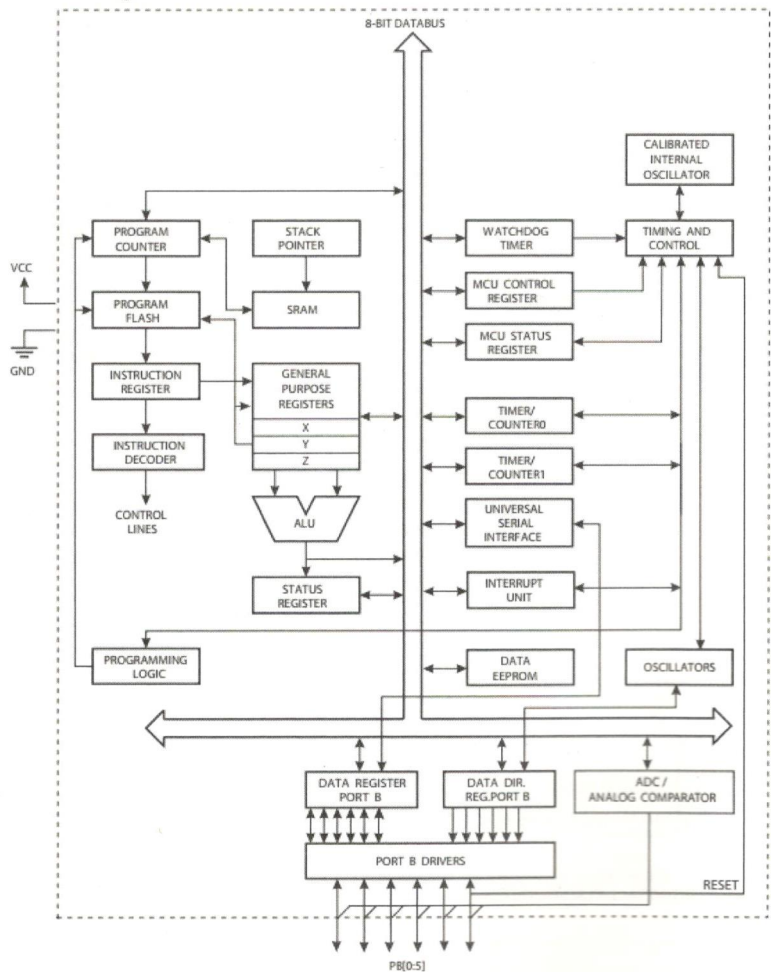 8-BIT DATABUS
CALIBRATED
INTERNAL
OSCILLATOR
PROGRAM
COUNTER
STACK
POINTER
WATCHDOG
TIMER
TIMING AND
CONTROL
VCC
GND
PROGRAM
FLASH
SRAM
MCU CONTROL
REGISTER
MCU STATUS
REGISTER
INSTRUCTION
REGISTER
GENERAL
PURPOSE
REGISTERS
X
Y
Z
TIMER/
COUNTER0
INSTRUCTION
DECODER
TIMER/
COUNTER1
CONTROL
LINES
ALU
UNIVERSAL
SERIAL
INTERFACE
STATUS
REGISTER
INTERRUPT
UNIT
PROGRAMMING
LOGIC
DATA
EEPROM
OSCILLATORS
DATA REGISTER
PORT B
DATA DIR.
REG.PORT B
ADC /
ANALOG COMPARATOR
PORT B DRIVERS
RESET
PB[0:5]